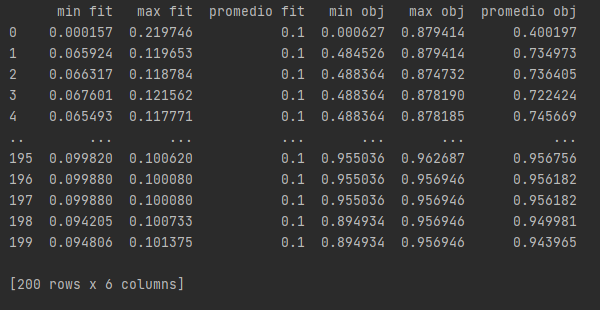 min fit max fit promedio fit min obj max obj promedio obj
0 0.000157 0.219746 0.1 0.000627 0.879414 0.400197
1 0.065924 0.119653 0.1 0.484526 0.879414 0.734973
2 0.066317 0.118784 0.1 0.488364 0.874732 0.736405
3 0.067601 0.121562 0.1 0.488364 0.878190 0.722424
4 0.065493 0.117771 0.1 0.488364 0.878185 0.745669
.. ... ... ... ... ... ...
195 0.099820 0.100620 0.1 0.955036 0.962687 0.956756
196 0.099880 0.100080 0.1 0.955036 0.956946 0.956182
197 0.099880 0.100080 0.1 0.955036 0.956946 0.956182
198 0.094205 0.100733 0.1 0.894934 0.956946 0.949981
199 0.094806 0.101375 0.1 0.894934 0.956946 0.943965
[200 rows x 6 columns]